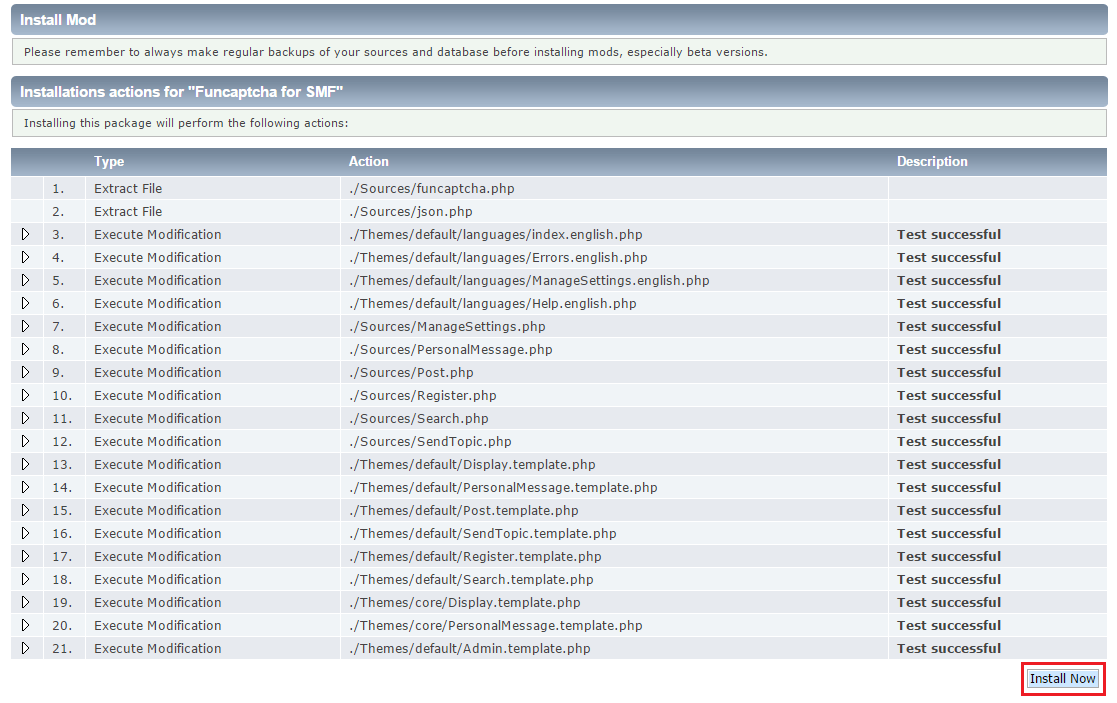 Install Mod
Please remember to always make regular backups of your sources and database before installing mods, especially beta versions.
Installations actions for "Funcaptcha for SMF"
Installing this package will perform the following actions:
Type Action Description
1. Extract File ./Sources/funcaptcha.php
2. Extract File ./Sources/json.php
3. Execute Modification ./Themes/default/languages/index.english.php Test successful
4. Execute Modification ./Themes/default/languages/Errors.english.php Test successful
5. Execute Modification ./Themes/default/languages/ManageSettings.english.php Test successful
6. Execute Modification ./Themes/default/languages/Help.english.php Test successful
7. Execute Modification ./Sources/ManageSettings.php Test successful
8. Execute Modification ./Sources/PersonalMessage.php Test successful
9. Execute Modification ./Sources/Post.php Test successful
10. Execute Modification ./Sources/Register.php Test successful
11. Execute Modification ./Sources/Search.php Test successful
12. Execute Modification ./Sources/SendTopic.php Test successful
13. Execute Modification ./Themes/default/Display.template.php Test successful
14. Execute Modification ./Themes/default/PersonalMessage.template.php Test successful
15. Execute Modification ./Themes/default/Post.template.php Test successful
16. Execute Modification ./Themes/default/SendTopic.template.php Test successful
17. Execute Modification ./Themes/default/Register.template.php Test successful
18. Execute Modification ./Themes/default/Search.template.php Test successful
19. Execute Modification ./Themes/core/Display.template.php Test successful
20. Execute Modification ./Themes/core/PersonalMessage.template.php Test successful
21. Execute Modification ./Themes/default/Admin.template.php Test successful
Install Now